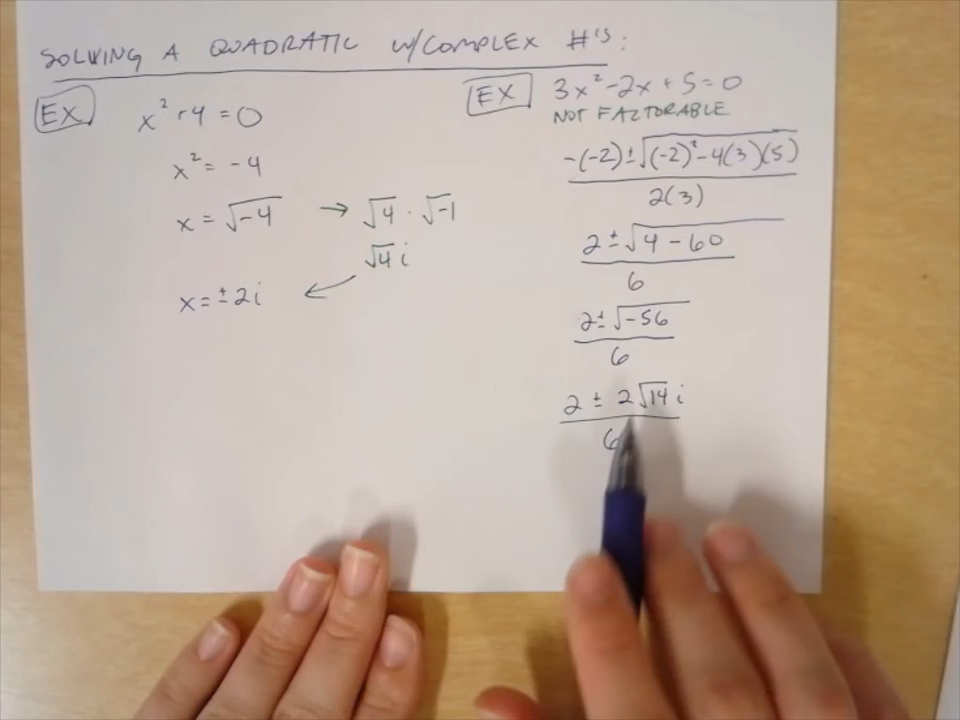 SOLVING A QUADRATIC W/COMPLEX #'S:
EX
x² + 4 = 0
x² = -4
x = √-4 → √4 · √-1
√4 i
x = ± 2i
EX 3x² - 2x + 5 = 0
NOT FACTORABLE
-(-2) ± √(-2)² - 4(3)(5)
2(3)
2 ± √4 - 60
6
2 ± √-56
6
2 ± 2√14 i
6